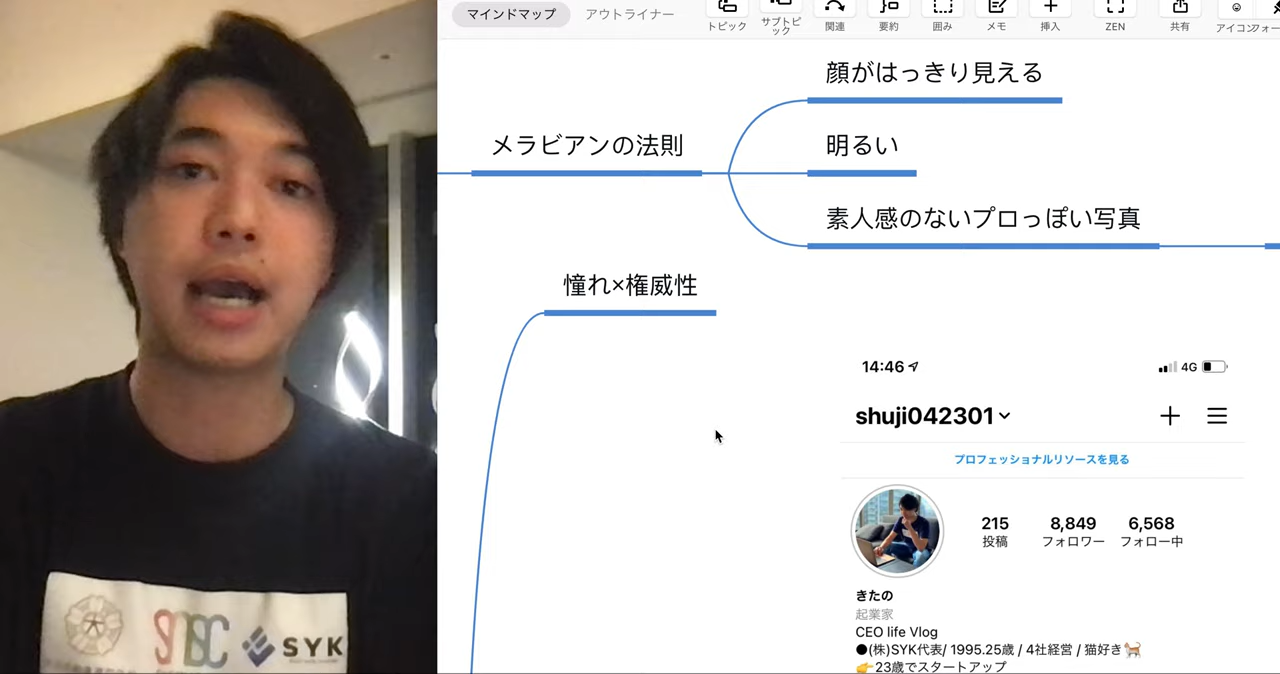 マインドマップ
アウトライナー
トピック
サブトピック
関連
要約
囲み
メモ
挿入
ZEN
共有
アイコン
フォー
顔がはっきり見える
メラビアンの法則
明るい
素人感のないプロっぽい写真
憧れ×権威性
14:46
4G
shuji042301
プロフェッショナルリソースを見る
215
8,849
6,568
投稿
フォロワー
フォロー中
きたの
起業家
CEO life Vlog
●(株)SYK代表/ 1995.25歳 / 4社経営 / 猫好き🐈
👉23歳でスタートアップ
SYK